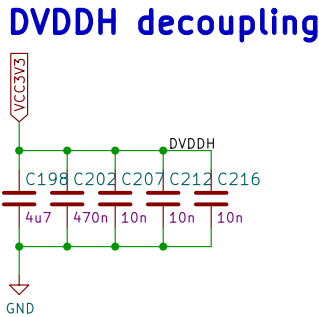 DVDDH decoupling
VCC3V3
DVDDH
C198 C202 C207 C212 C216
4u7 470n 10n 10n 10n
GND